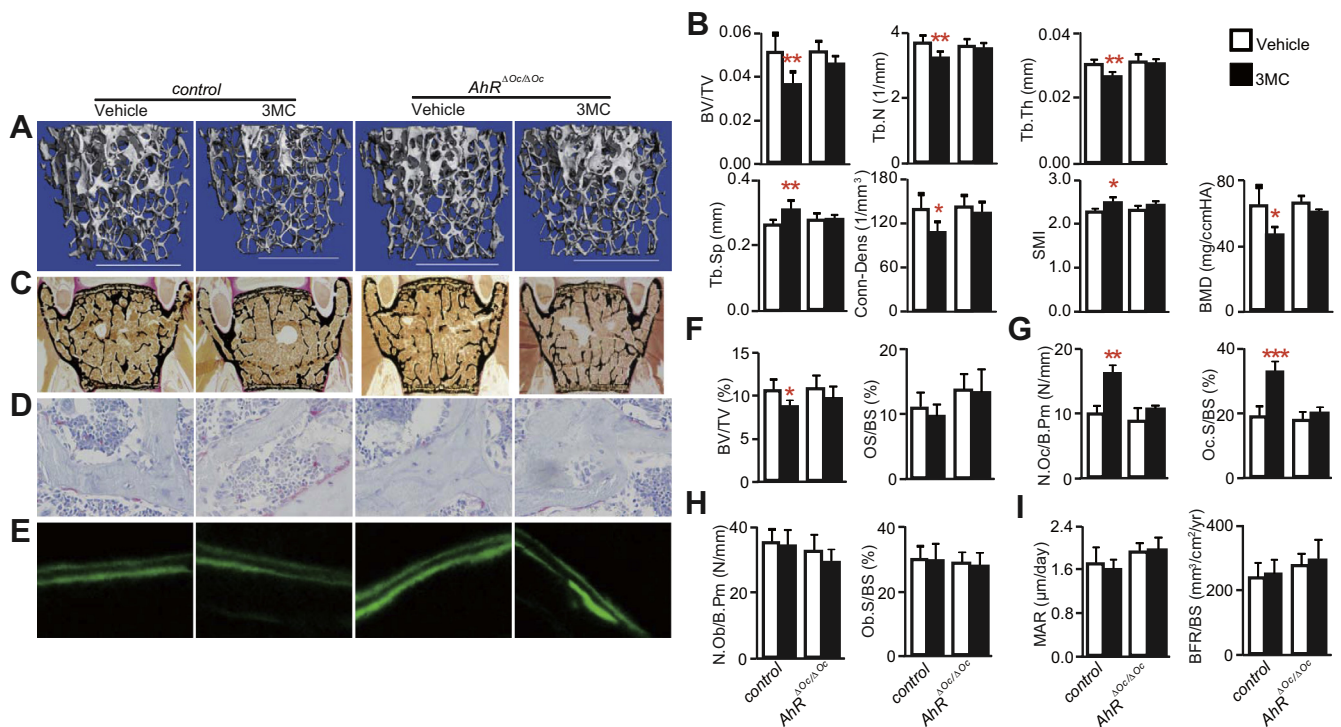 control
AhR ΔOc/ΔOc
Vehicle
3MC
Vehicle
3MC
A
C
D
E
B
BV/TV
0.06
0.04
0.02
0.00
**
Tb.N (1/mm)
4
2
0
**
Tb.Th (mm)
0.04
0.02
0.00
**
Vehicle
3MC
Tb.Sp (mm)
0.4
0.2
0.0
**
Conn-Dens (1/mm³)
180
120
60
0
*
SMI
3.0
2.0
1.0
0.0
*
BMD (mg/ccmHA)
80
40
0
*
F
BV/TV (%)
15
10
5
0
*
OS/BS (%)
20
10
0
G
N.Oc/B.Pm (N/mm)
20
10
0
**
Oc.S/BS (%)
40
20
0
***
H
N.Ob/B.Pm (N/mm)
40
20
0
control
AhR ΔOc/ΔOc
Ob.S/BS (%)
40
20
0
control
AhR ΔOc/ΔOc
I
MAR (µm/day)
2.4
1.6
0.8
0.0
control
AhR ΔOc/ΔOc
BFR/BS (mm³/cm²/yr)
400
200
0
control
AhR ΔOc/ΔOc